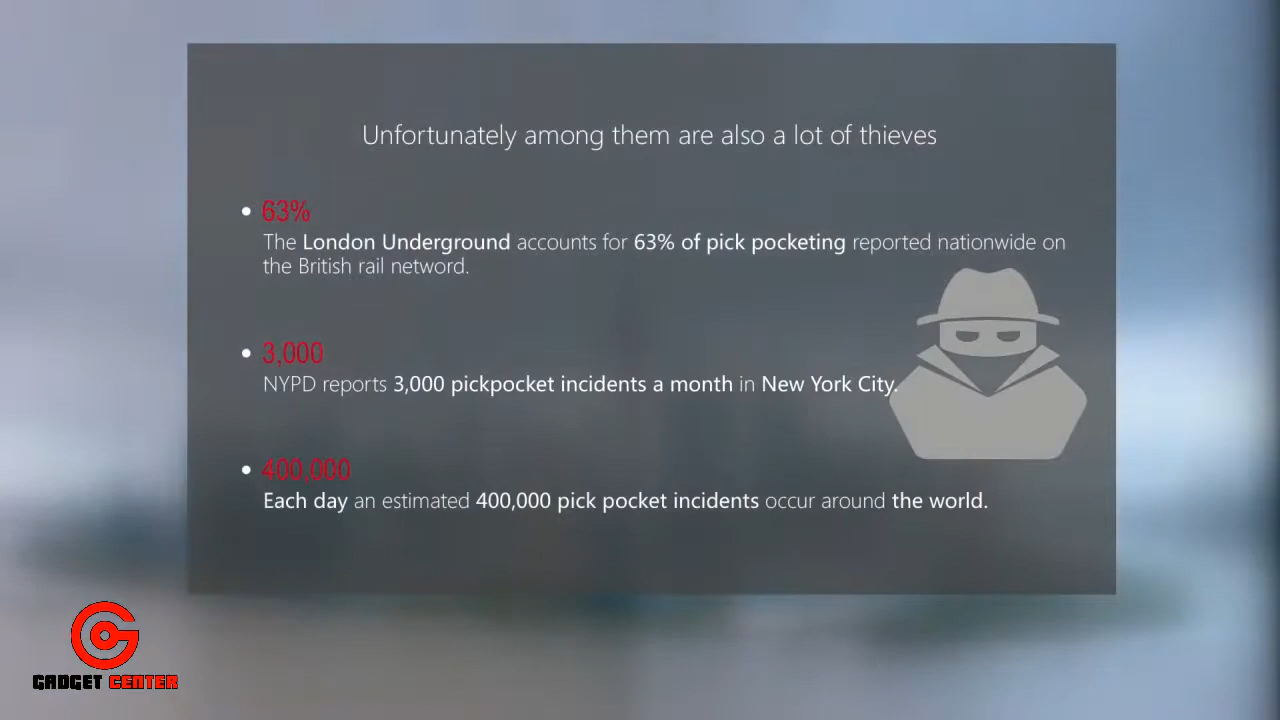 Unfortunately among them are also a lot of thieves
• 63%
The London Underground accounts for 63% of pick pocketing reported nationwide on
the British rail netword.
• 3,000
NYPD reports 3,000 pickpocket incidents a month in New York City.
• 400,000
Each day an estimated 400,000 pick pocket incidents occur around the world.
GADGET CENTER